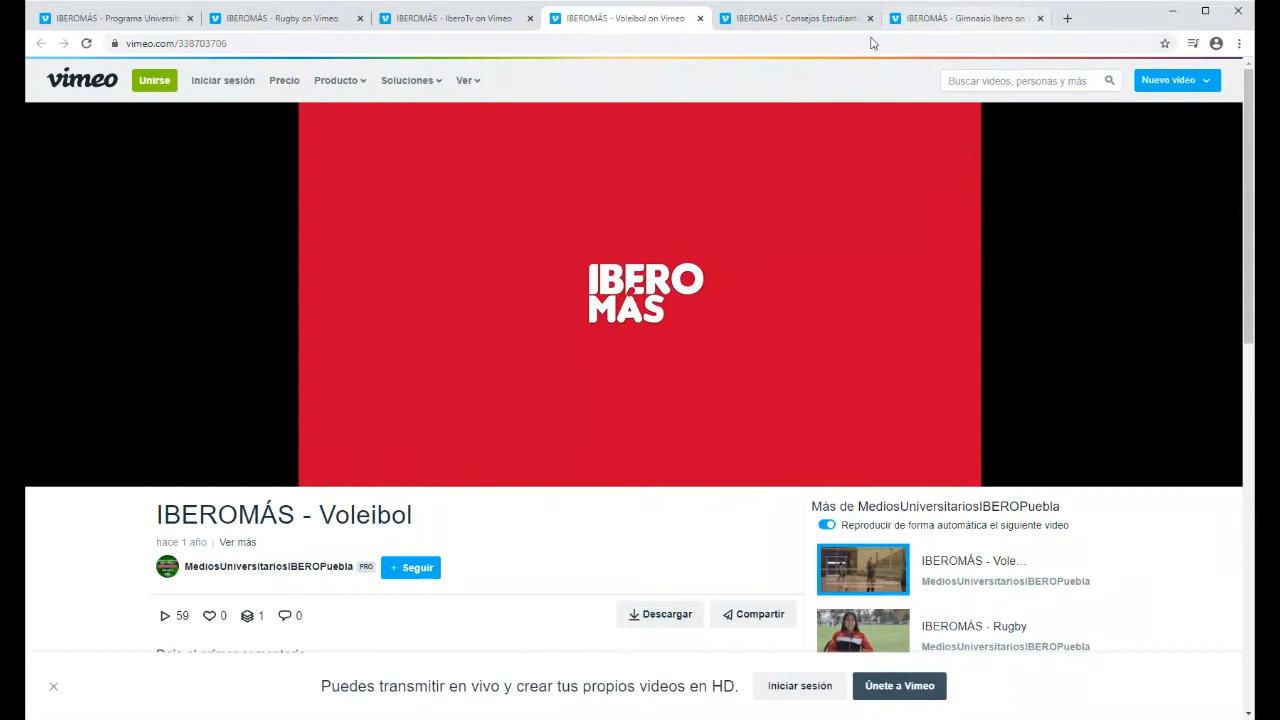 IBEROMÁS - Programa Universit
IBEROMÁS - Rugby on Vimeo
IBEROMÁS - IberoTv on Vimeo
IBEROMÁS - Voleibol on Vimeo
IBEROMÁS - Consejos Estudianti
IBEROMÁS - Gimnasio Ibero on
vimeo.com/338703706
vimeo
Unirse
Iniciar sesión
Precio
Producto
Soluciones
Ver
Buscar videos, personas y más
Nuevo video
IBERO
MÁS
IBEROMÁS - Voleibol
hace 1 año | Ver más
MediosUniversitariosIBEROPuebla PRO
+ Seguir
59
0
1
0
Descargar
Compartir
Más de MediosUniversitariosIBEROPuebla
Reproducir de forma automática el siguiente video
IBEROMÁS - Vole...
MediosUniversitariosIBEROPuebla
IBEROMÁS - Rugby
MediosUniversitariosIBEROPuebla
Puedes transmitir en vivo y crear tus propios videos en HD.
Iniciar sesión
Únete a Vimeo